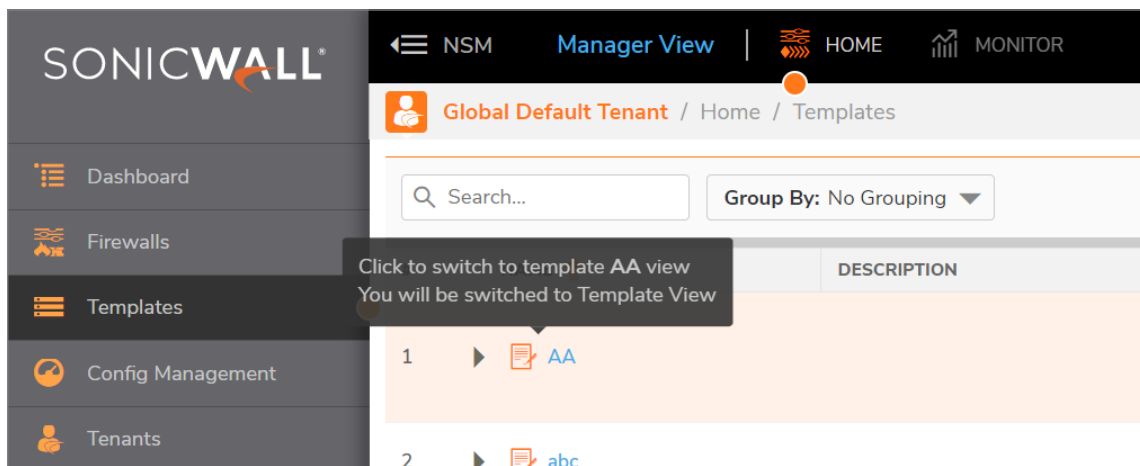 SONICWALL
NSM Manager View HOME MONITOR
Global Default Tenant / Home / Templates
Dashboard
Search... Group By: No Grouping
Firewalls
Click to switch to template AA view
You will be switched to Template View
DESCRIPTION
Templates
1 AA
Config Management
Tenants
2 abc